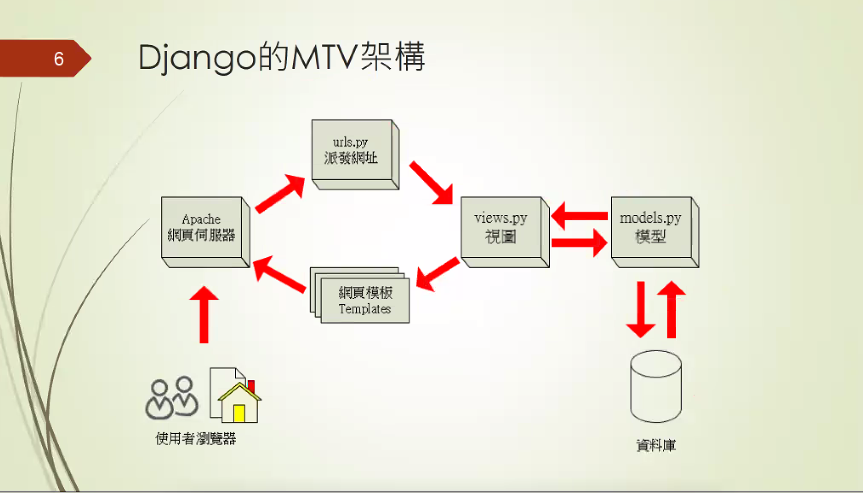 6
Django的MTV架構
urls.py
派發網址
Apache
網頁伺服器
views.py
視圖
models.py
模型
網頁模板
Templates
使用者瀏覽器
資料庫